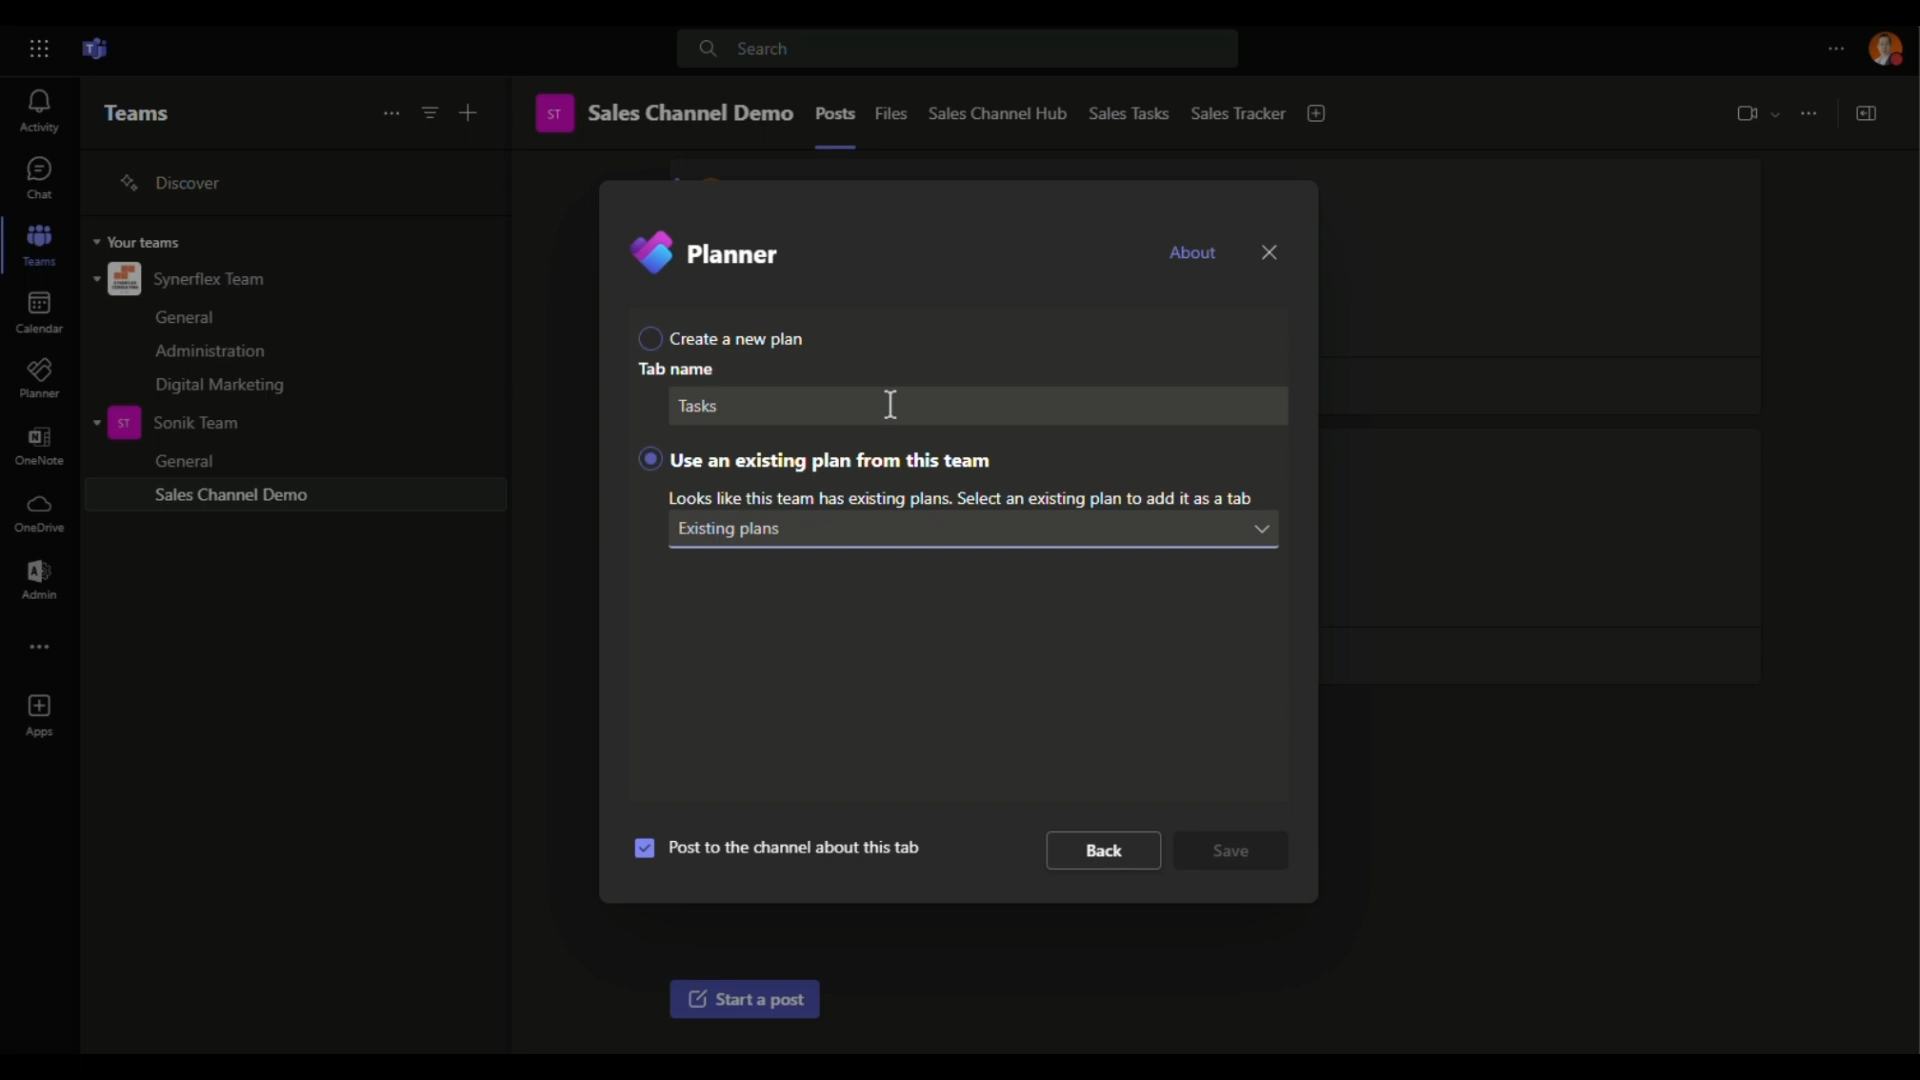 Search
Activity
Chat
Teams
Calendar
Planner
OneNote
OneDrive
Admin
Apps
Teams
Discover
Your teams
Synerflex Team
General
Administration
Digital Marketing
ST
Sonik Team
General
Sales Channel Demo
ST
Sales Channel Demo
Posts
Files
Sales Channel Hub
Sales Tasks
Sales Tracker
Planner
About
Create a new plan
Tab name
Tasks
Use an existing plan from this team
Looks like this team has existing plans. Select an existing plan to add it as a tab
Existing plans
Post to the channel about this tab
Back
Save
Start a post